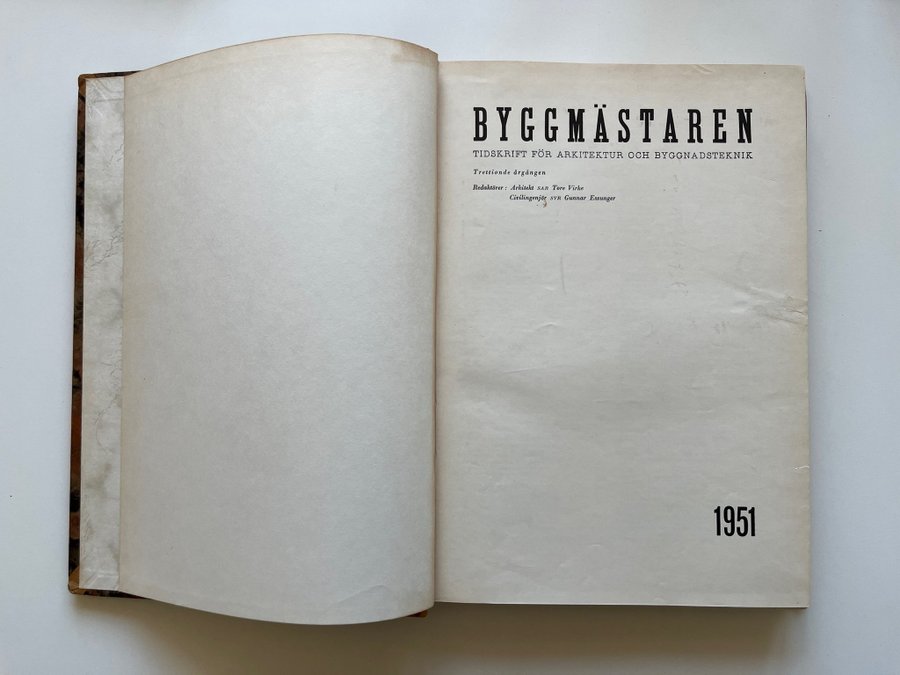 BYGGMÄSTAREN
TIDSKRIFT FÖR ARKITEKTUR OCH BYGGNADSTEKNIK
Trettionde årgången
Redaktörer: Arkitekt SAR Tore Virke
Civilingenjör SVR Gunnar Essunger
1951